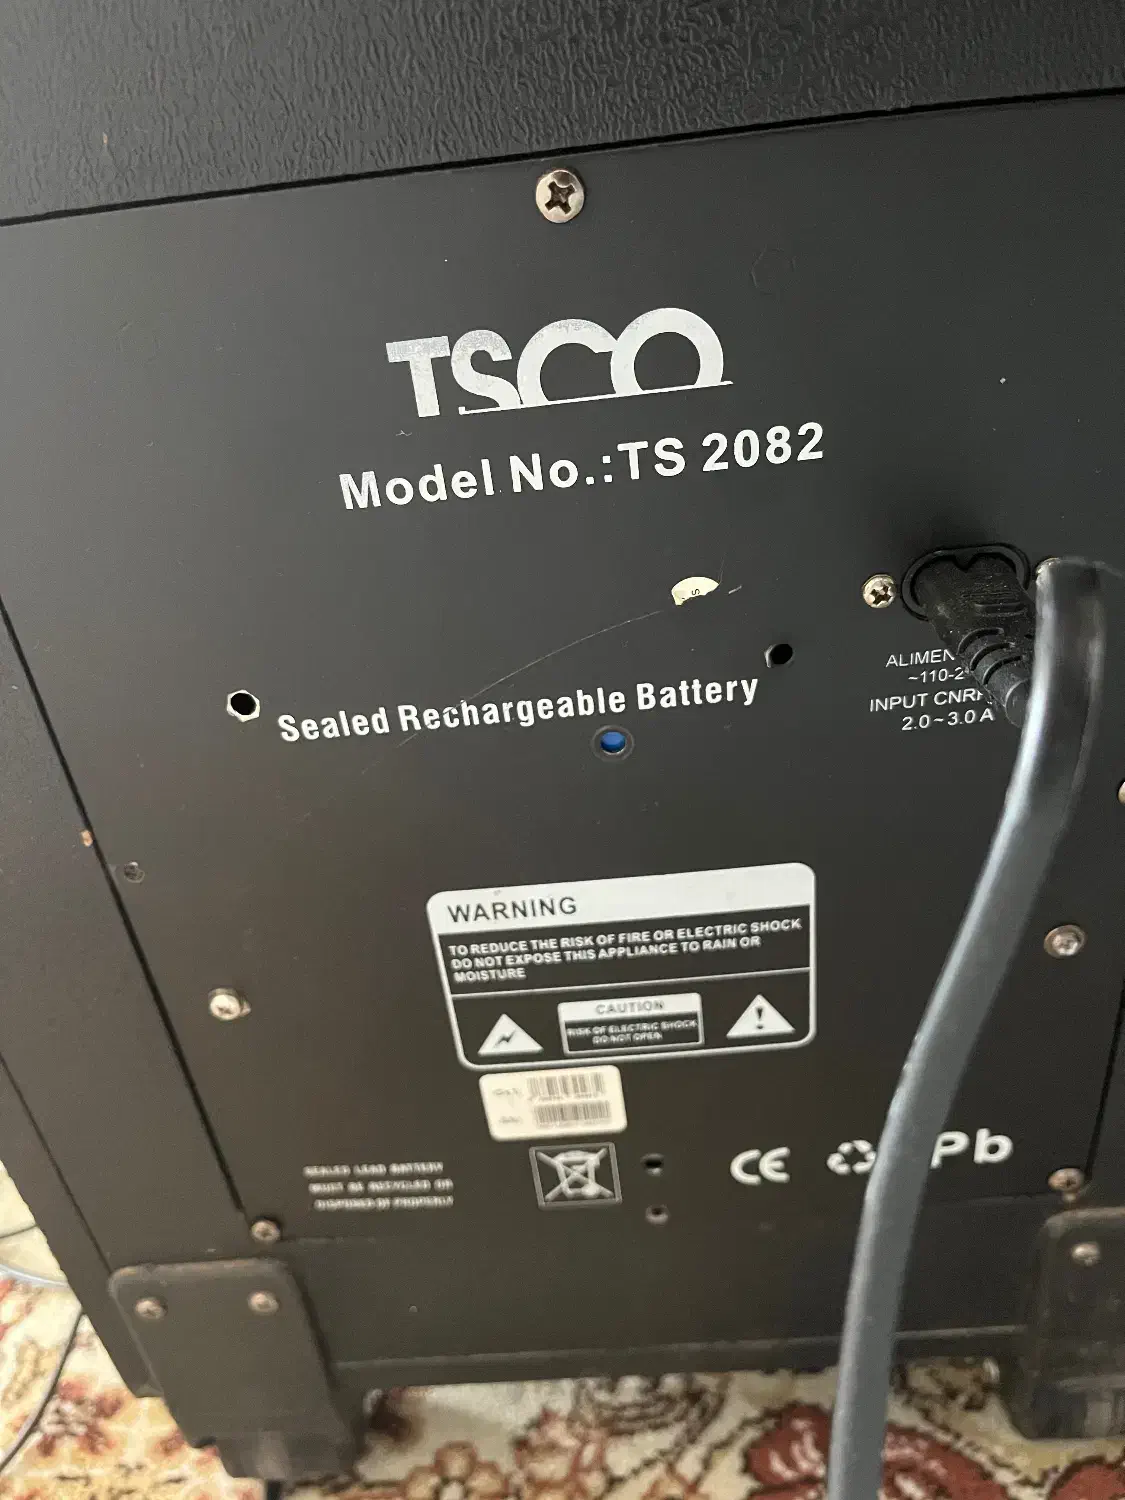 TSCO
Model No.:TS 2082
Sealed Rechargeable Battery
~110-2
INPUT
2.0~3.0 A
WARNING
TO REDUCE THE RISK OF FIRE OR ELECTRIC SHOCK
DO NOT EXPOSE THIS APPLIANCE TO RAIN OR
MOISTURE
CAUTION
RISK OF ELECTRIC SHOCK
DO NOT OPEN
SEALED LEAD BATTERY
MUST BE RECYCLED OR
DISPOSED OF PROPERLY
CE
Pb